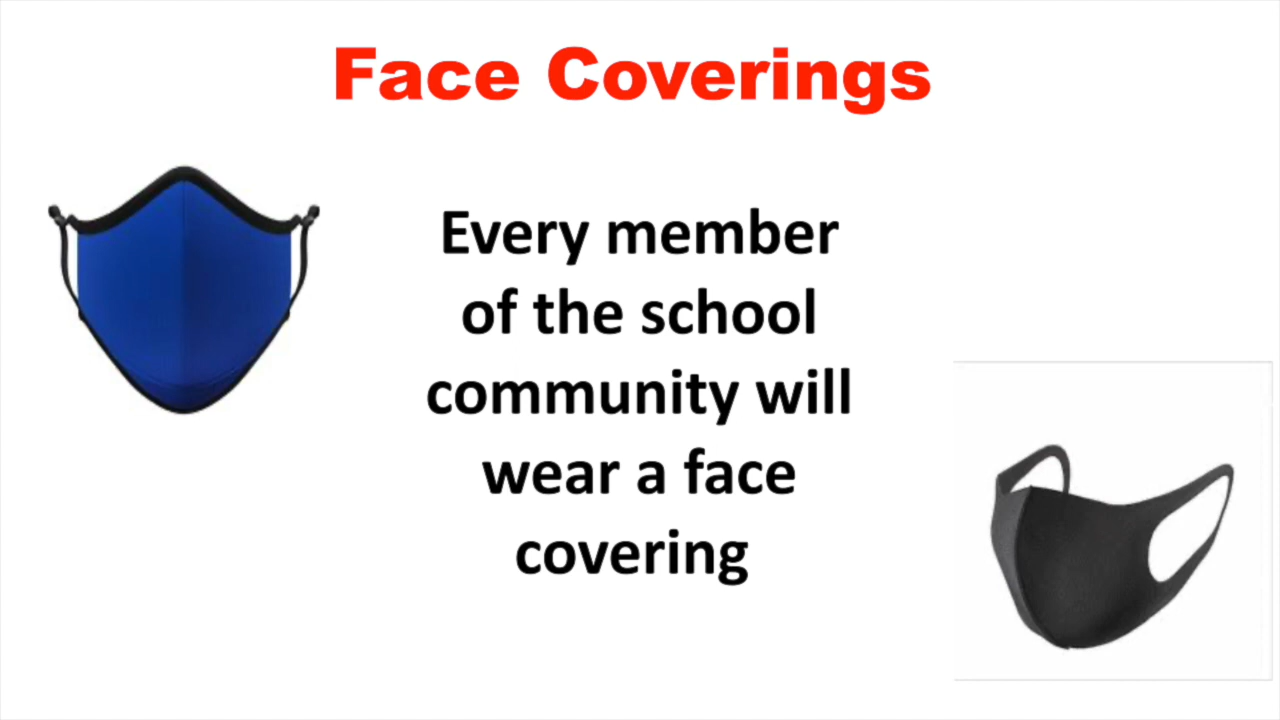 Face Coverings
Every member
of the school
community will
wear a face
covering